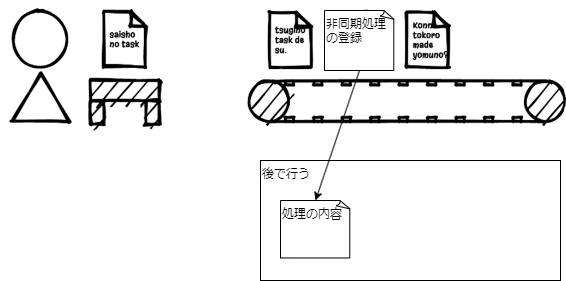 saisho
no task
tsugino
task de
su.
非同期処理
の登録
Konna
tokoro
made
yomuno?
後で行う
処理の内容